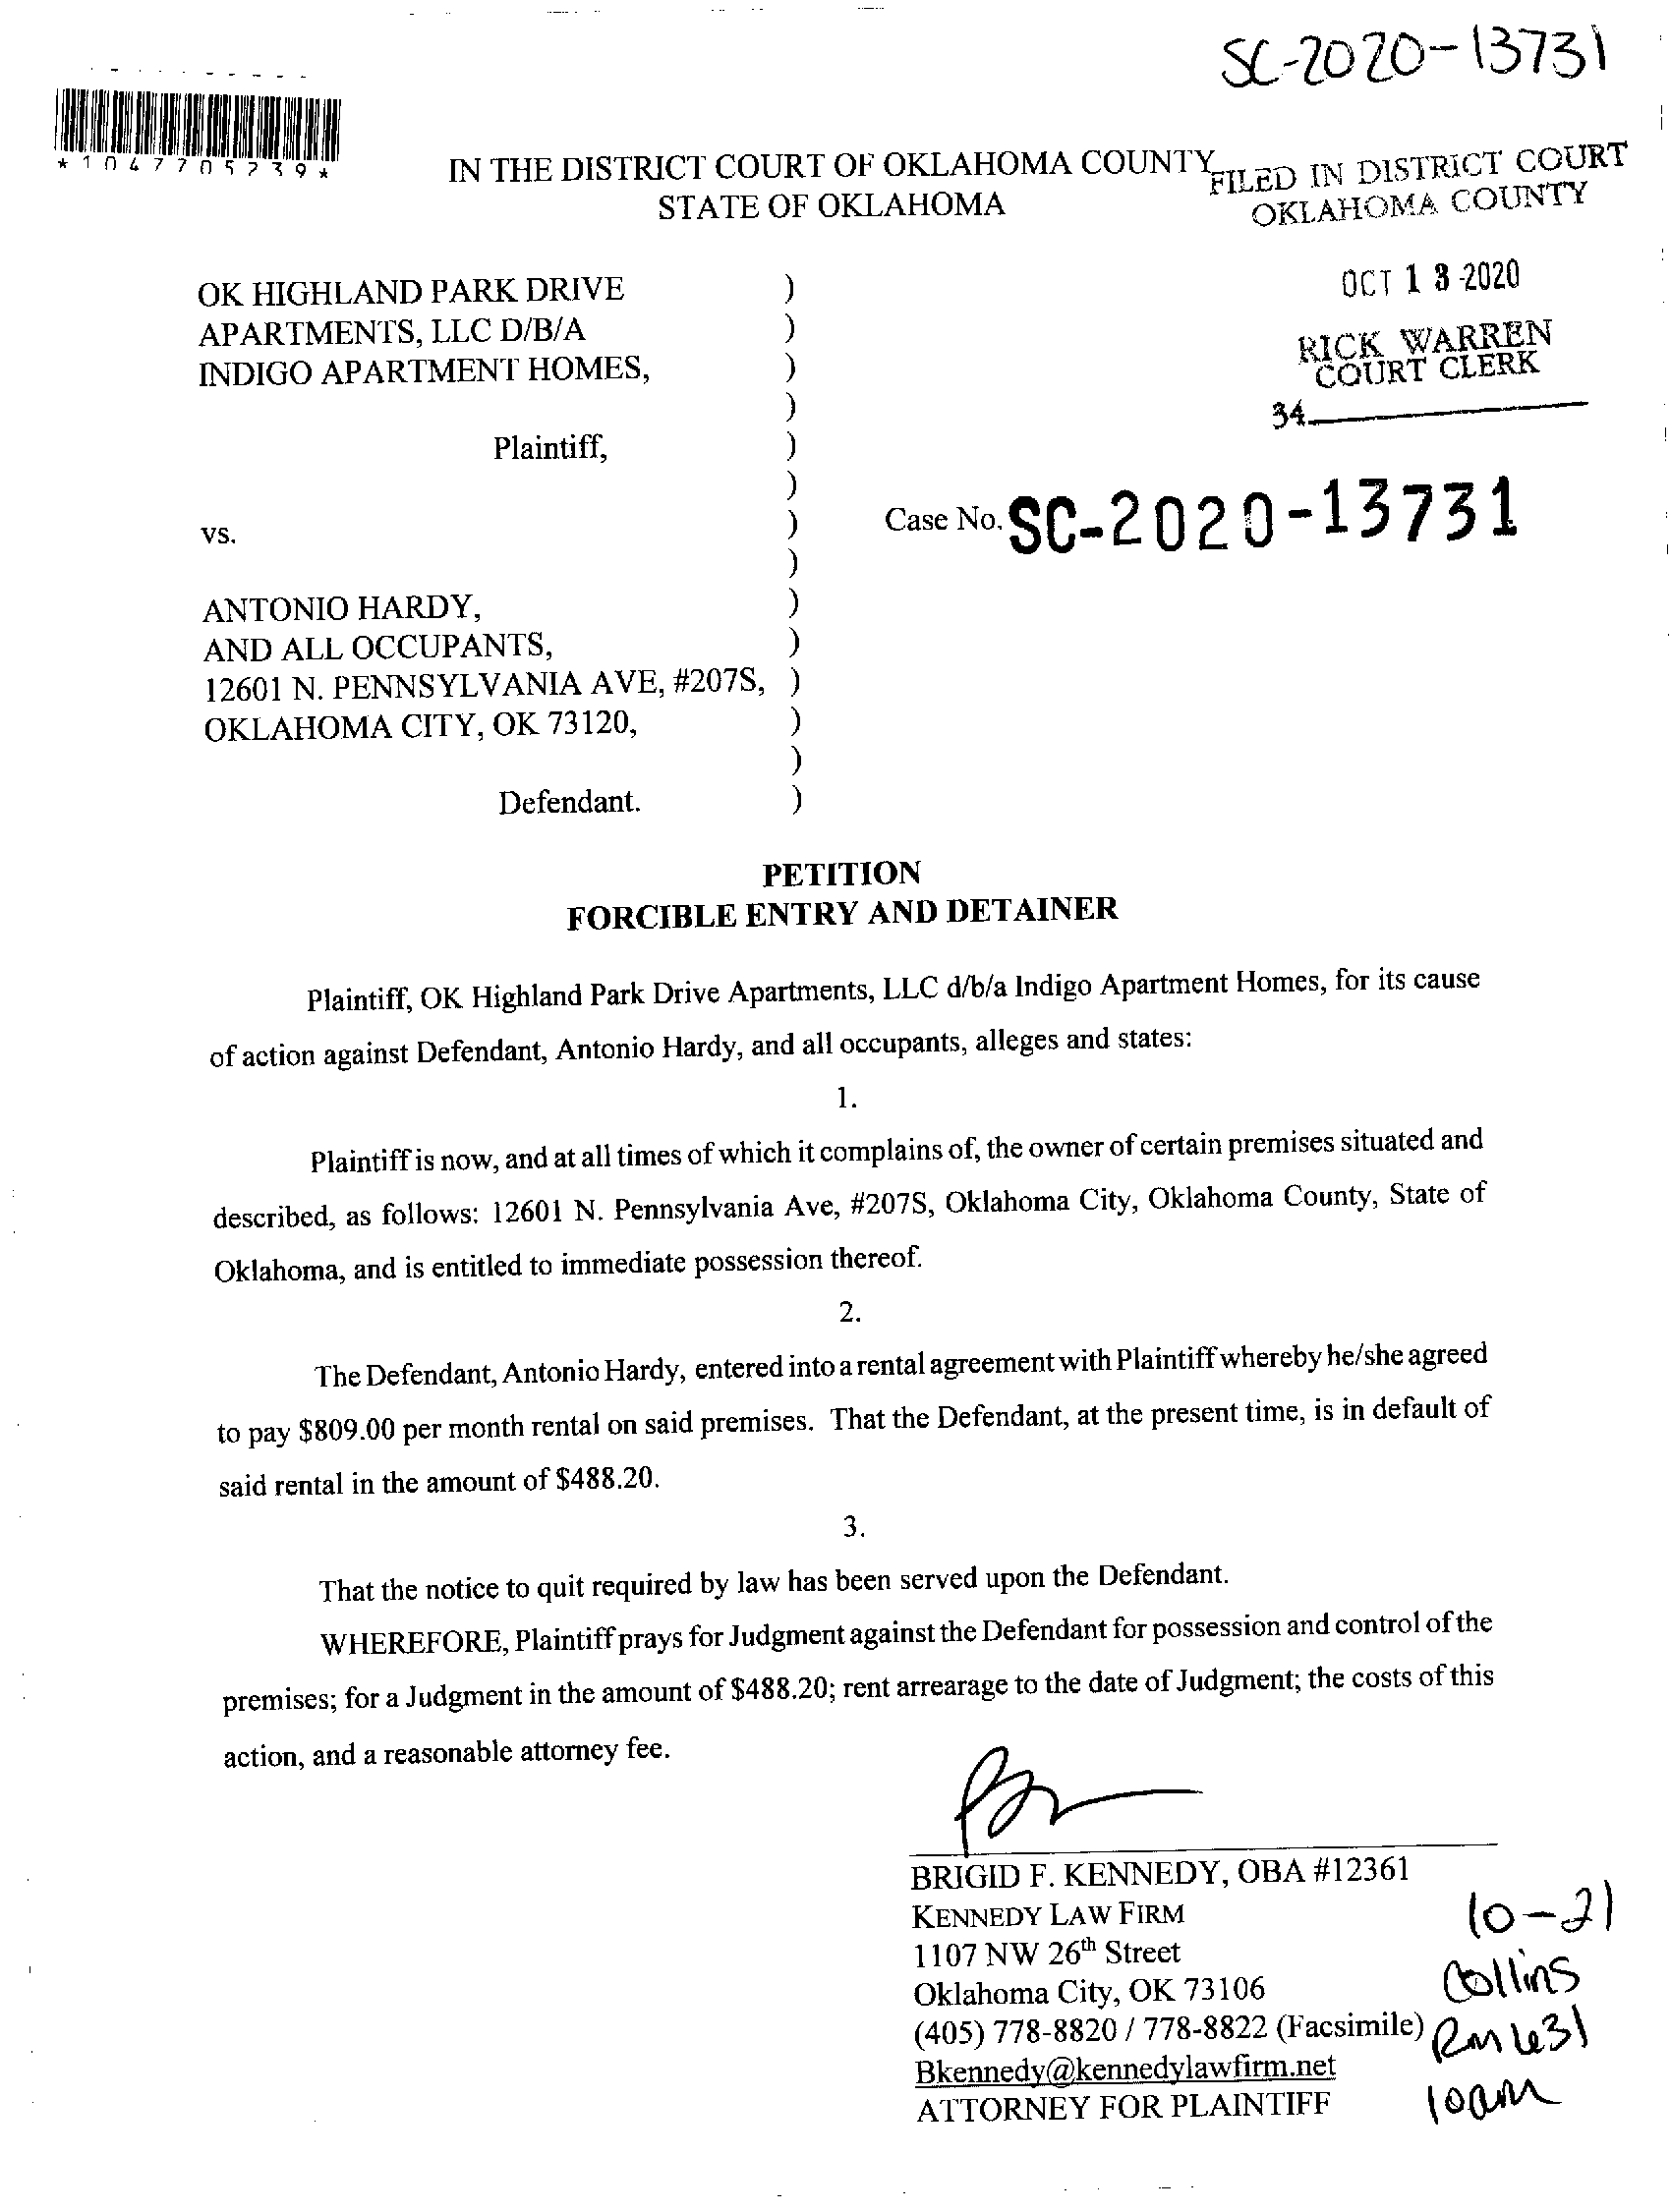 SC-2020-13731
*1047705239*
IN THE DISTRICT COURT OF OKLAHOMA COUNTY
STATE OF OKLAHOMA
FILED IN DISTRICT COURT
OKLAHOMA COUNTY
OCT 13 2020
RICK WARREN
COURT CLERK
34
OK HIGHLAND PARK DRIVE )
APARTMENTS, LLC D/B/A )
INDIGO APARTMENT HOMES, )
)
Plaintiff, )
)
vs. )
Case No. SC-2020-13731
)
ANTONIO HARDY, )
AND ALL OCCUPANTS, )
12601 N. PENNSYLVANIA AVE, #207S, )
OKLAHOMA CITY, OK 73120, )
)
Defendant. )
PETITION
FORCIBLE ENTRY AND DETAINER
Plaintiff, OK Highland Park Drive Apartments, LLC d/b/a Indigo Apartment Homes, for its cause
of action against Defendant, Antonio Hardy, and all occupants, alleges and states:
1.
Plaintiff is now, and at all times of which it complains of, the owner of certain premises situated and
described, as follows: 12601 N. Pennsylvania Ave, #207S, Oklahoma City, Oklahoma County, State of
Oklahoma, and is entitled to immediate possession thereof.
2.
The Defendant, Antonio Hardy, entered into a rental agreement with Plaintiff whereby he/she agreed
to pay $809.00 per month rental on said premises. That the Defendant, at the present time, is in default of
said rental in the amount of $488.20.
3.
That the notice to quit required by law has been served upon the Defendant.
WHEREFORE, Plaintiff prays for Judgment against the Defendant for possession and control of the
premises; for a Judgment in the amount of $488.20; rent arrearage to the date of Judgment; the costs of this
action, and a reasonable attorney fee.
BRIGID F. KENNEDY, OBA #12361
KENNEDY LAW FIRM
1107 NW 26th Street
Oklahoma City, OK 73106
(405) 778-8820 / 778-8822 (Facsimile)
Bkennedy@kennedylawfirm.net
ATTORNEY FOR PLAINTIFF
10-21
Collins
Rm 631
10am